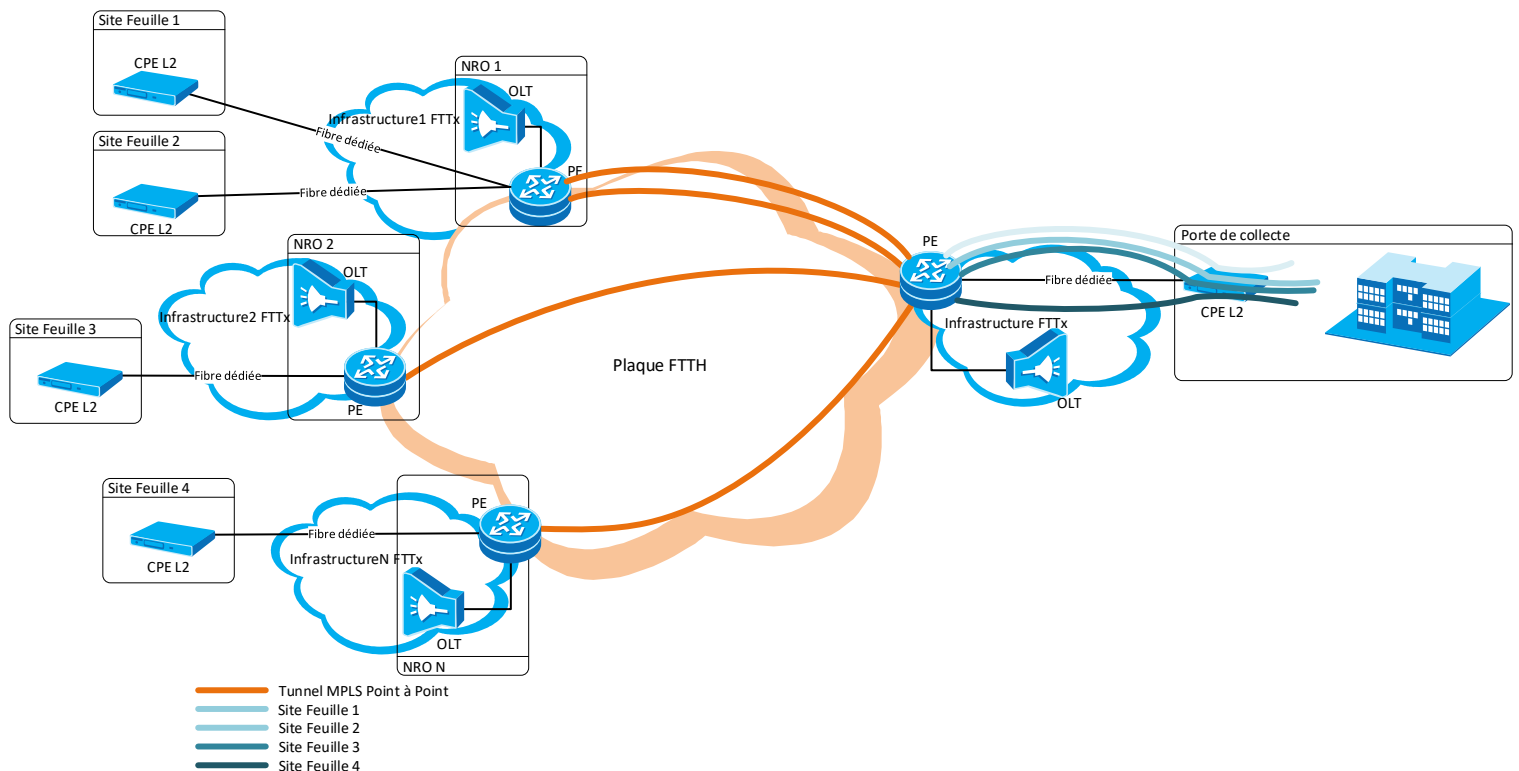 Site Feuille 1
CPE L2
Site Feuille 2
CPE L2
NRO 1
OLT
Infrastructure1 FTTx
Fibre dédiée
Fibre dédiée
PE
NRO 2
OLT
Infrastructure2 FTTx
Site Feuille 3
CPE L2
Fibre dédiée
PE
Plaque FTTH
PE
Porte de collecte
Fibre dédiée
CPE L2
Infrastructure FTTx
OLT
Site Feuille 4
CPE L2
PE
Fibre dédiée
InfrastructureN FTTx
OLT
NRO N
Tunnel MPLS Point à Point
Site Feuille 1
Site Feuille 2
Site Feuille 3
Site Feuille 4